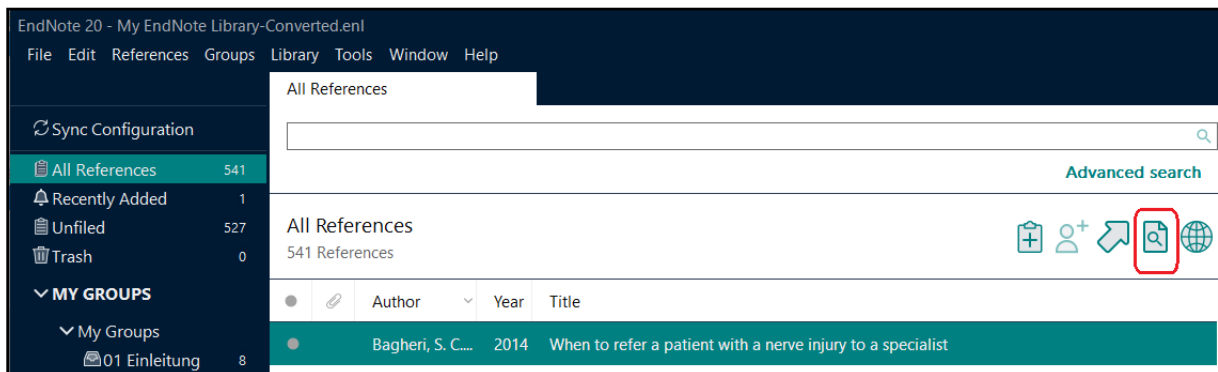 EndNote 20 - My EndNote Library-Converted.enl
File Edit References Groups Library Tools Window Help
All References
Sync Configuration
All References 541
Recently Added 1
Unfiled 527
Trash 0
MY GROUPS
My Groups
01 Einleitung 8
Advanced search
All References
541 References
Author Year Title
Bagheri, S. C.... 2014 When to refer a patient with a nerve injury to a specialist